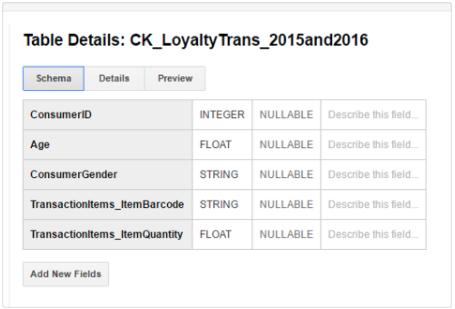 Table Details: CK_LoyaltyTrans_2015and2016
Schema Details Preview
ConsumerID INTEGER NULLABLE Describe this field...
Age FLOAT NULLABLE Describe this field...
ConsumerGender STRING NULLABLE Describe this field...
TransactionItems_ItemBarcode STRING NULLABLE Describe this field...
TransactionItems_ItemQuantity FLOAT NULLABLE Describe this field...
Add New Fields